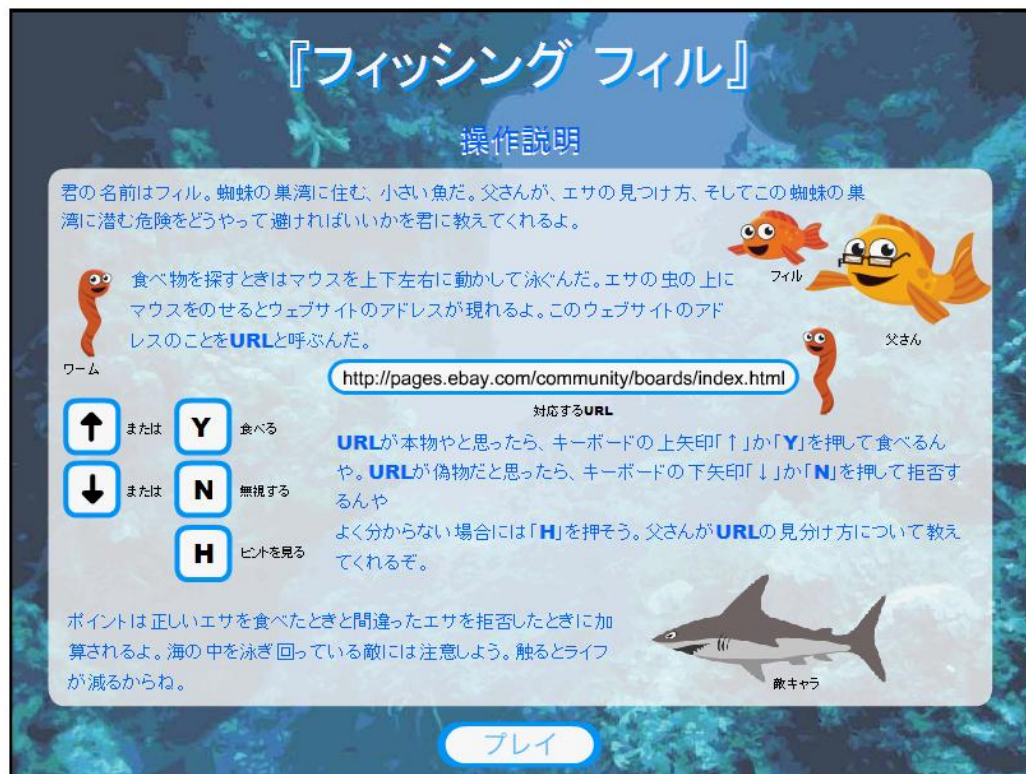 『フィッシング フィル』
操作説明
君の名前はフィル。蜘蛛の巣湾に住む、小さい魚だ。父さんが、エサの見つけ方、そしてこの蜘蛛の巣
湾に潜む危険をどうやって避ければいいかを君に教えてくれるよ。
フィル
父さん
食べ物を探すときはマウスを上下左右に動かして泳ぐんだ。エサの虫の上に
マウスをのせるとウェブサイトのアドレスが現れるよ。このウェブサイトのアド
レスのことをURLと呼ぶんだ。
ワーム
http://pages.ebay.com/community/boards/index.html
対応するURL
または Y 食べる
または N 無視する
H ヒントを見る
URLが本物やと思ったら、キーボードの上矢印「↑」か「Y」を押して食べるん
や。URLが偽物だと思ったら、キーボードの下矢印「↓」か「N」を押して拒否す
るんや
よく分からない場合には「H」を押そう。父さんがURLの見分け方について教え
てくれるぞ。
ポイントは正しいエサを食べたときと間違ったエサを拒否したときに加
算されるよ。海の中を泳ぎ回っている敵には注意しよう。触るとライフ
が減るからね。
敵キャラ
プレイ